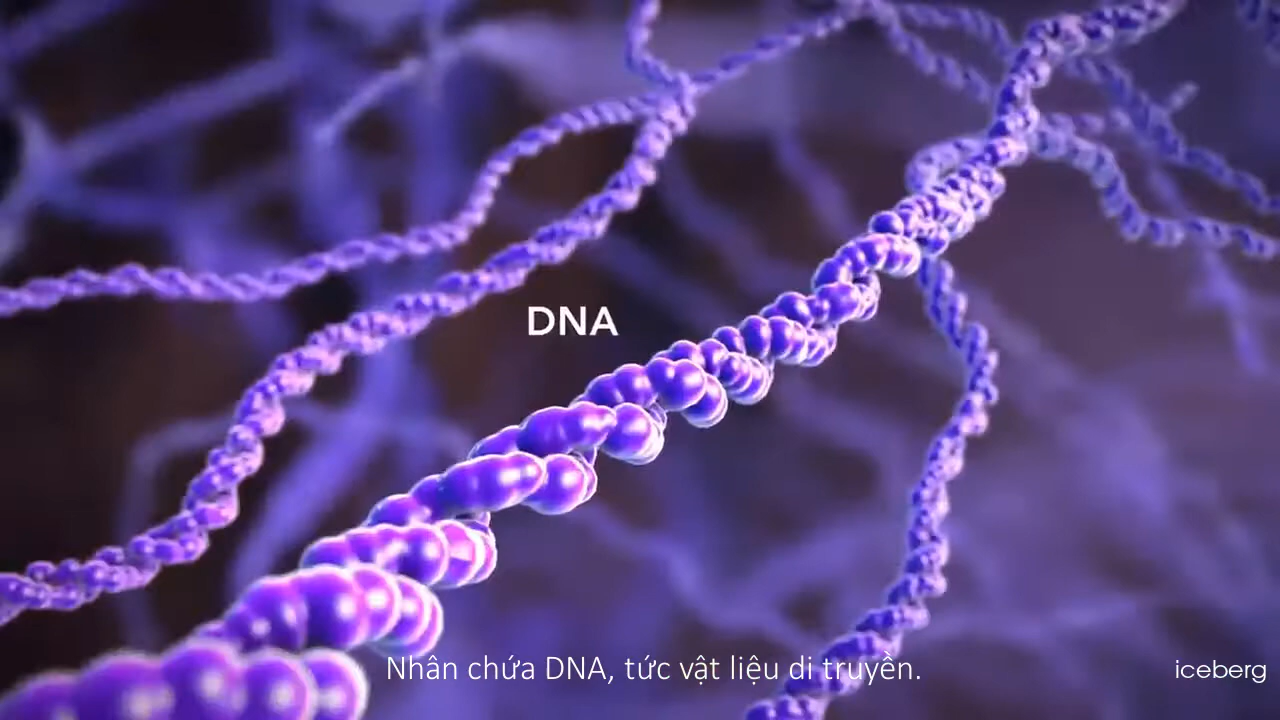 DNA
Nhân chứa DNA, tức vật liệu di truyền.
iceberg